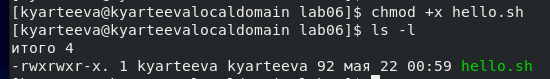 [kyarteeva@kyarteevalocaldomain lab06]$ chmod +x hello.sh
[kyarteeva@kyarteevalocaldomain lab06]$ ls -l
итого 4
-rwxrwxr-x. 1 kyarteeva kyarteeva 92 мая 22 00:59 hello.sh